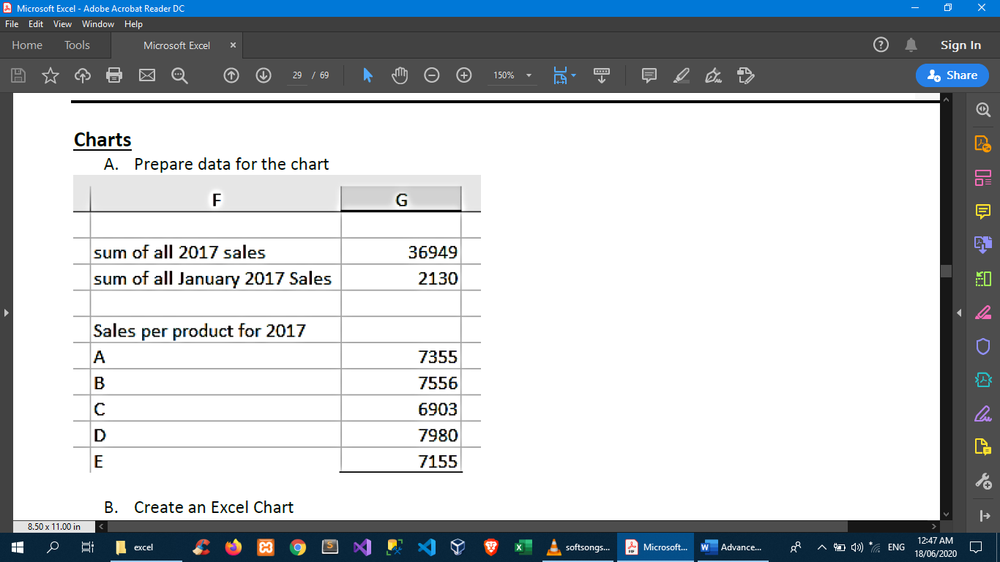 Microsoft Excel - Adobe Acrobat Reader DC
File Edit View Window Help
Home Tools Microsoft Excel × Sign In
29 / 69 150% Share
Charts
A. Prepare data for the chart
F G
sum of all 2017 sales 36949
sum of all January 2017 Sales 2130
Sales per product for 2017
A 7355
B 7556
C 6903
D 7980
E 7155
B. Create an Excel Chart
8.50 x 11.00 in
excel softsongs... Microsoft... Advance... ENG 12:47 AM
18/06/2020